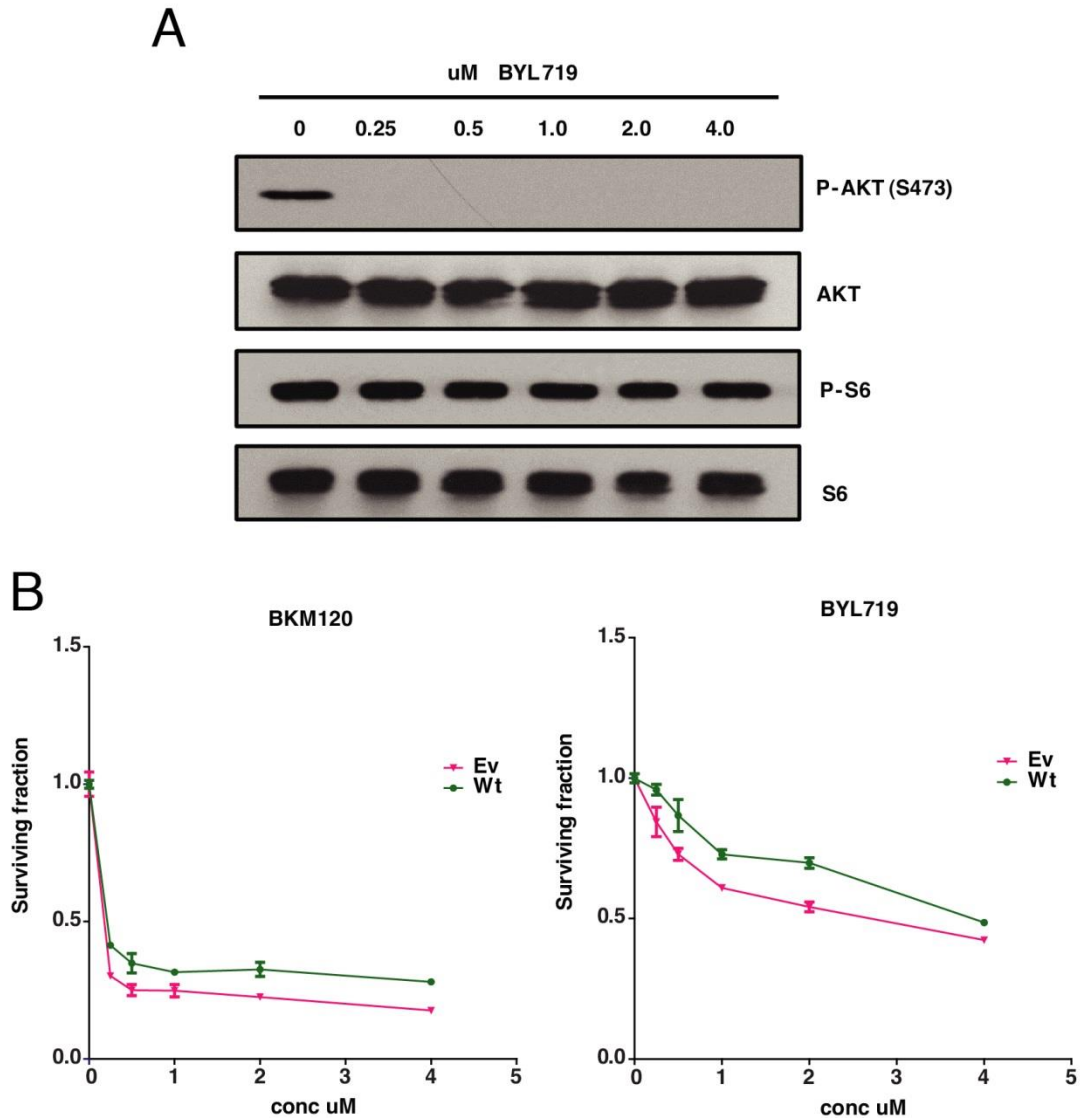 A
uM BYL719
0 0.25 0.5 1.0 2.0 4.0
P-AKT (S473)
AKT
P-S6
S6
B
BKM120
1.5
1.0
0.5
0.0
Surviving fraction
Ev
Wt
0 1 2 3 4 5
conc uM
BYL719
1.5
1.0
0.5
0.0
Surviving fraction
Ev
Wt
0 1 2 3 4 5
conc uM